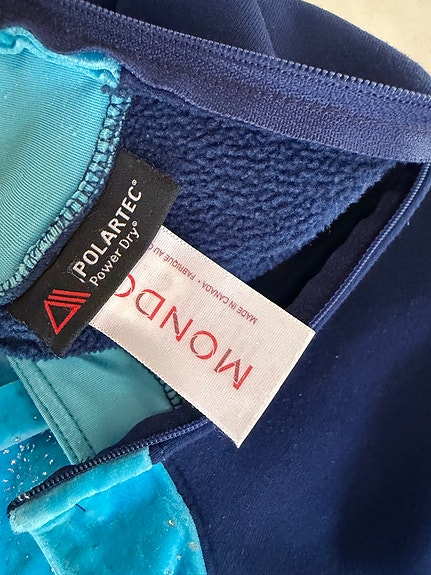 POLARTEC®
Power Dry®
MONDO
MADE IN CANADA • FABRIQUÉ AU